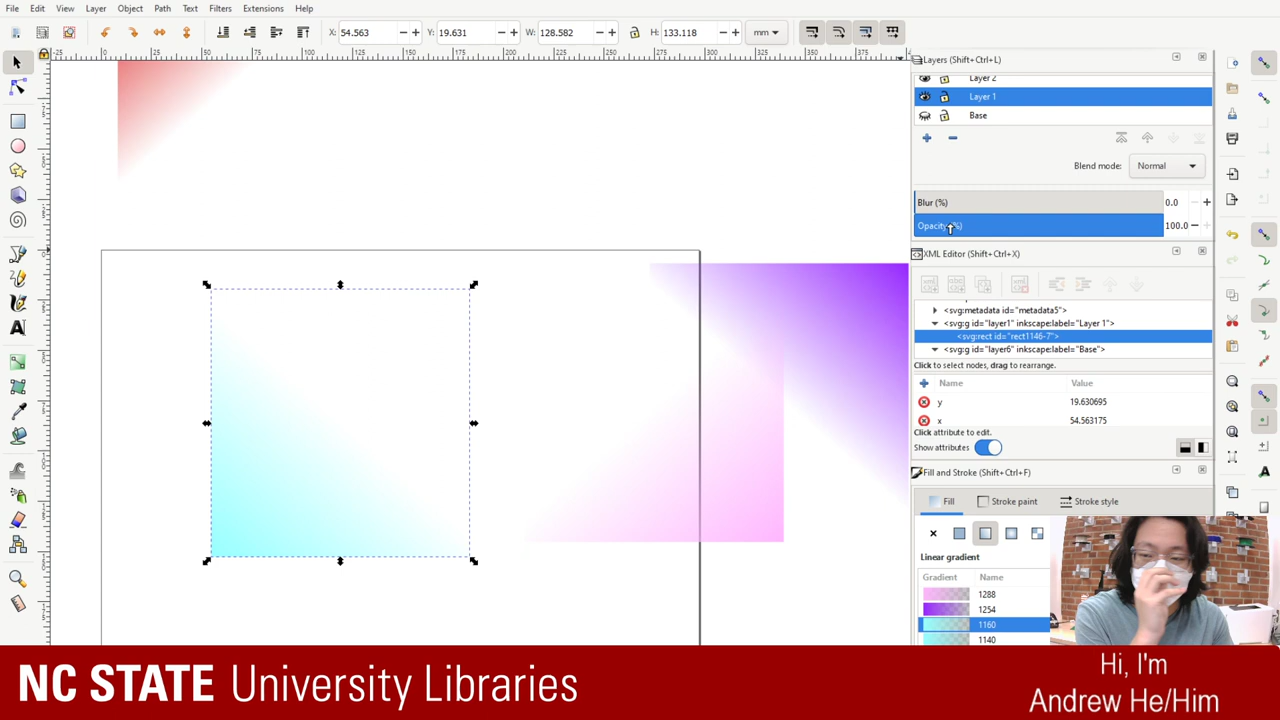 File Edit View Layer Object Path Text Filters Extensions Help
X: 54.563 Y: 19.631 W: 128.582 H: 133.118 mm
Layers (Shift+Ctrl+L)
Layer 2
Layer 1
Base
Blend mode: Normal
Blur (%) 0.0
Opacity (%) 100.0
XML Editor (Shift+Ctrl+X)
<svg:metadata id="metadata5">
<svg:g id="layer1" inkscape:label="Layer 1">
<svg:rect id="rect1146-7">
<svg:g id="layer6" inkscape:label="Base">
Click to select nodes, drag to rearrange.
Name Value
y 19.630695
x 54.563175
Click attribute to edit.
Show attributes
Fill and Stroke (Shift+Ctrl+F)
Fill Stroke paint Stroke style
Linear gradient
Gradient Name
1288
1254
1160
1140
NC STATE University Libraries
Hi, I'm
Andrew He/Him